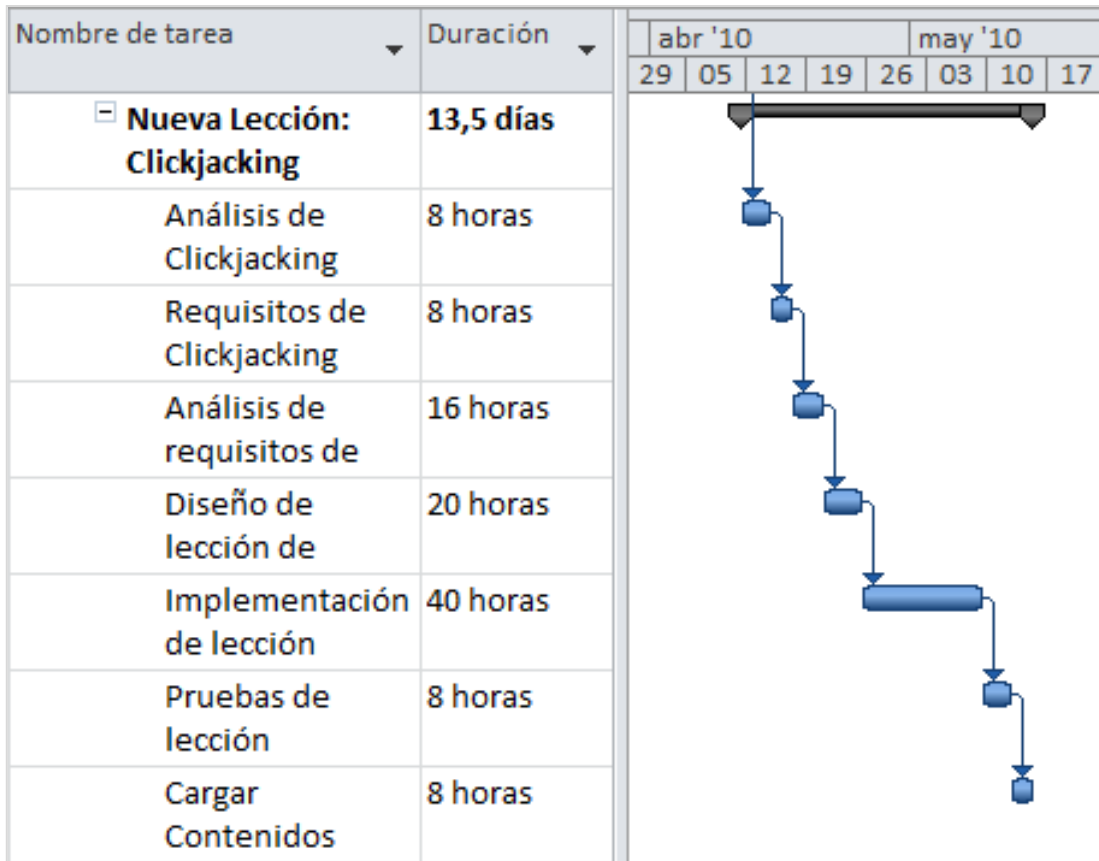 Nombre de tarea Duración abr '10 may '10
29 05 12 19 26 03 10 17
Nueva Lección: 13,5 días
Clickjacking
Análisis de 8 horas
Clickjacking
Requisitos de 8 horas
Clickjacking
Análisis de 16 horas
requisitos de
Diseño de 20 horas
lección de
Implementación 40 horas
de lección
Pruebas de 8 horas
lección
Cargar 8 horas
Contenidos